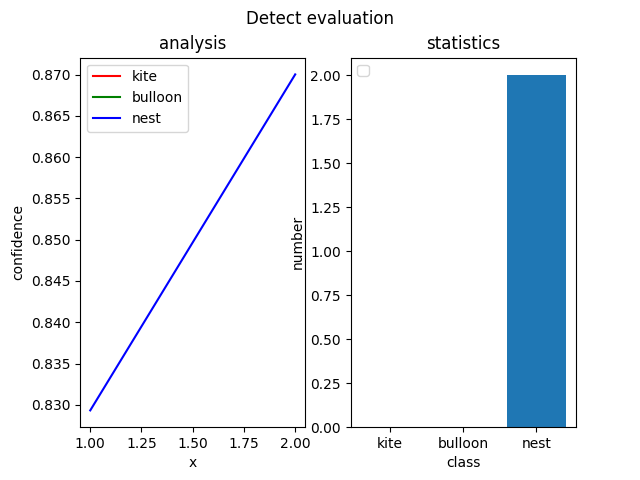 Detect evaluation
analysis
0.870
0.865
0.860
0.855
0.850
0.845
0.840
0.835
0.830
confidence
kite
bulloon
nest
1.00 1.25 1.50 1.75 2.00
x
statistics
2.00
1.75
1.50
1.25
1.00
0.75
0.50
0.25
0.00
number
kite bulloon nest
class